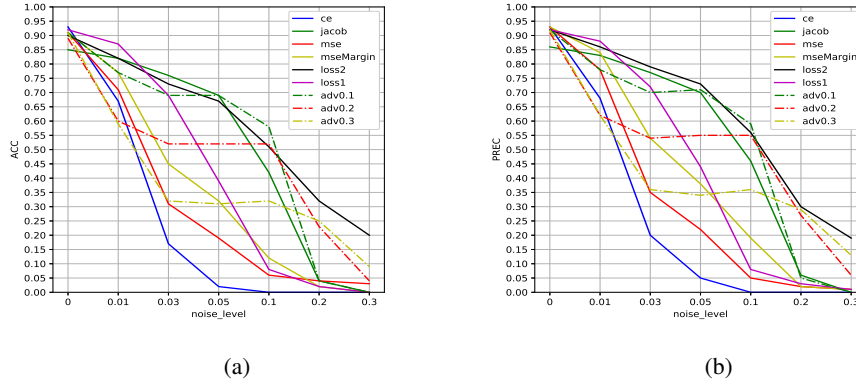 1.00
0.95
0.90
0.85
0.80
0.75
0.70
0.65
0.60
0.55
0.50
0.45
0.40
0.35
0.30
0.25
0.20
0.15
0.10
0.05
0.00
ACC
0 0.01 0.03 0.05 0.1 0.2 0.3
noise_level
ce
jacob
mse
mseMargin
loss2
loss1
adv0.1
adv0.2
adv0.3
(a)
1.00
0.95
0.90
0.85
0.80
0.75
0.70
0.65
0.60
0.55
0.50
0.45
0.40
0.35
0.30
0.25
0.20
0.15
0.10
0.05
0.00
PREC
0 0.01 0.03 0.05 0.1 0.2 0.3
noise_level
ce
jacob
mse
mseMargin
loss2
loss1
adv0.1
adv0.2
adv0.3
(b)